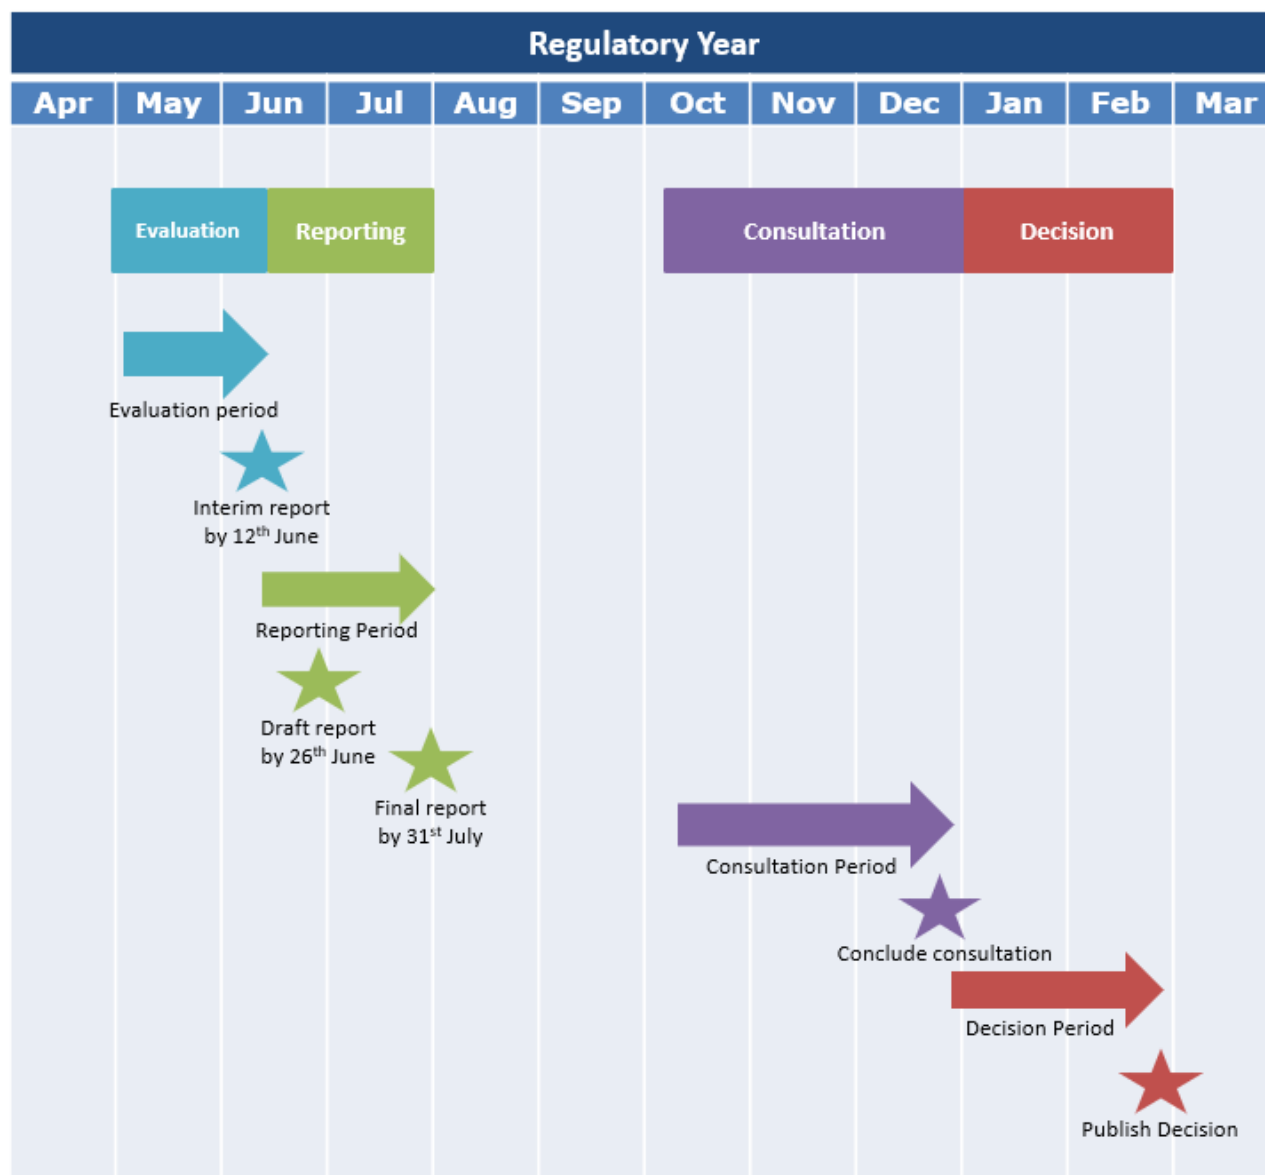 Regulatory Year
Apr May Jun Jul Aug Sep Oct Nov Dec Jan Feb Mar
Evaluation Reporting Consultation Decision
Evaluation period
Interim report
by 12th June
Reporting Period
Draft report
by 26th June
Final report
by 31st July
Consultation Period
Conclude consultation
Decision Period
Publish Decision